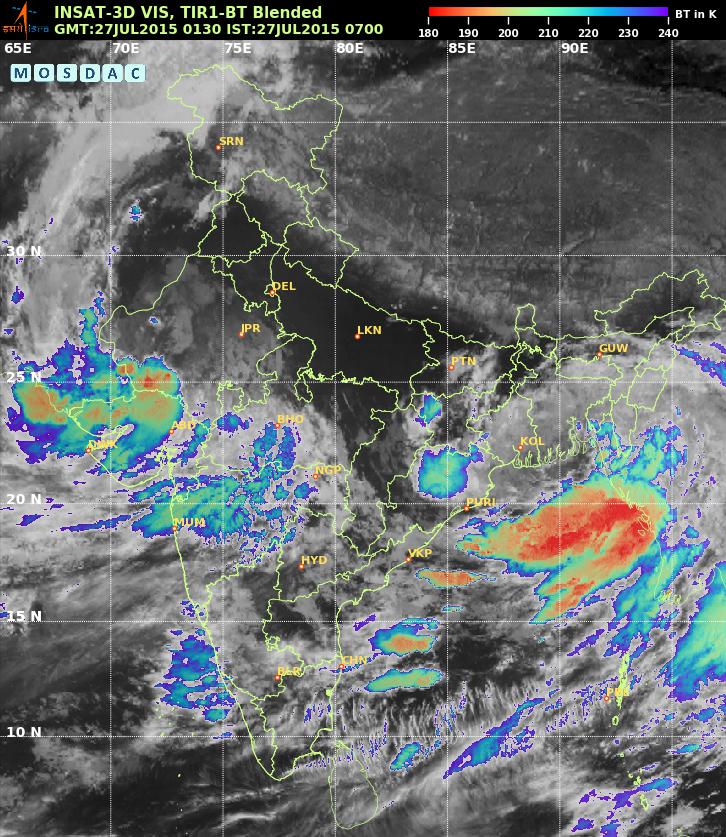 INSAT-3D VIS, TIR1-BT Blended
GMT:27JUL2015 0130 IST:27JUL2015 0700
BT in K
180 190 200 210 220 230 240
65E 70E 75E 80E 85E 90E
MOSDAC
SRN
30 N
DEL
JPR LKN
GUW
PTN
25 N
ABD BHO
DWK KOL
NGP
20 N PURI
MUM
HYD VKP
15 N
BLR CHN
PBL
10 N